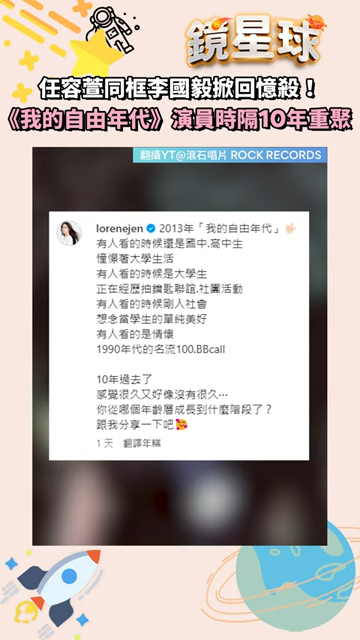 鏡星球
任容萱同框李國毅掀回憶殺！
《我的自由年代》演員時隔10年重聚
翻攝YT@滾石唱片 ROCK RECORDS
lorenejen 2013年「我的自由年代」
有人看的時候還是國中.高中生
憧憬著大學生活
有人看的時候是大學生
正在經歷抽鑰匙聯誼.社團活動
有人看的時候剛入社會
想念當學生的單純美好
有人看的是情懷
1990年代的名流100.BBcall
10年過去了
感覺很久又好像沒有很久⋯
你從哪個年齡層成長到什麼階段了？
跟我分享一下吧🥰
1 天 翻譯年糕